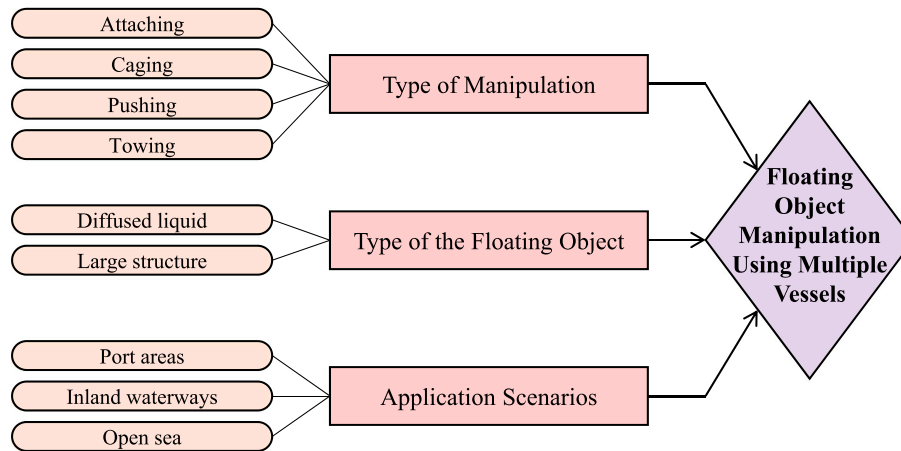 Attaching
Caging
Pushing
Towing
Type of Manipulation
Diffused liquid
Large structure
Type of the Floating Object
Port areas
Inland waterways
Open sea
Application Scenarios
Floating
Object
Manipulation
Using Multiple
Vessels